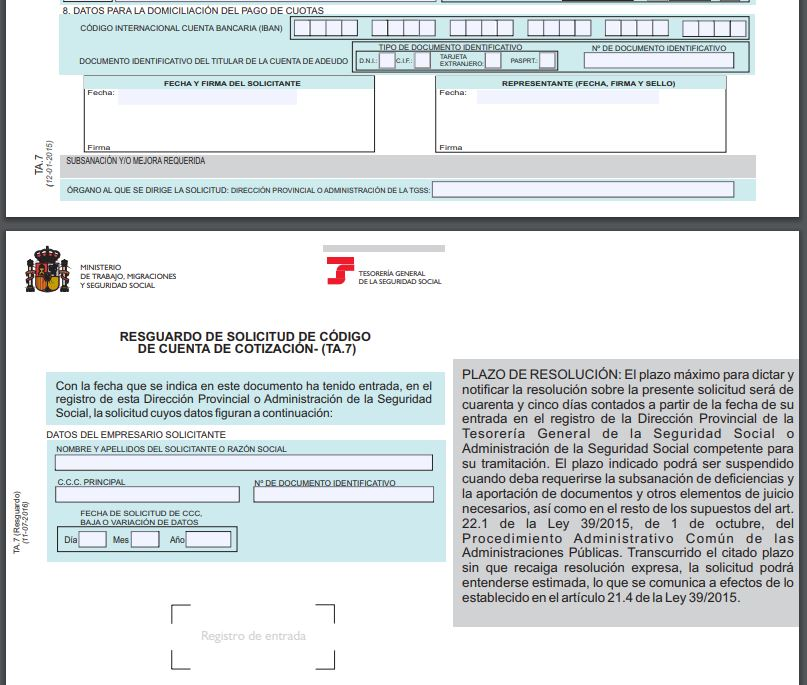 8. DATOS PARA LA DOMICILIACIÓN DEL PAGO DE CUOTAS
CÓDIGO INTERNACIONAL CUENTA BANCARIA (IBAN)
TIPO DE DOCUMENTO IDENTIFICATIVO
Nº DE DOCUMENTO IDENTIFICATIVO
DOCUMENTO IDENTIFICATIVO DEL TITULAR DE LA CUENTA DE ADEUDO
D.N.I.:
C.I.F.:
TARJETA
EXTRANJERO:
PASPRT.:
FECHA Y FIRMA DEL SOLICITANTE
REPRESENTANTE (FECHA, FIRMA Y SELLO)
Fecha:
Fecha:
Firma
Firma
TA.7
(12-01-2015)
SUBSANACIÓN Y/O MEJORA REQUERIDA
ÓRGANO AL QUE SE DIRIGE LA SOLICITUD: DIRECCIÓN PROVINCIAL O ADMINISTRACIÓN DE LA TGSS:
MINISTERIO
DE TRABAJO, MIGRACIONES
Y SEGURIDAD SOCIAL
TESORERÍA GENERAL
DE LA SEGURIDAD SOCIAL
RESGUARDO DE SOLICITUD DE CÓDIGO
DE CUENTA DE COTIZACIÓN- (TA.7)
Con la fecha que se indica en este documento ha tenido entrada, en el
registro de esta Dirección Provincial o Administración de la Seguridad
Social, la solicitud cuyos datos figuran a continuación:
DATOS DEL EMPRESARIO SOLICITANTE
NOMBRE Y APELLIDOS DEL SOLICITANTE O RAZÓN SOCIAL
C.C.C. PRINCIPAL
Nº DE DOCUMENTO IDENTIFICATIVO
FECHA DE SOLICITUD DE CCC,
BAJA O VARIACIÓN DE DATOS
Día
Mes
Año
TA.7 (Resguardo)
(11-07-2016)
Registro de entrada
PLAZO DE RESOLUCIÓN: El plazo máximo para dictar y
notificar la resolución sobre la presente solicitud será de
cuarenta y cinco días contados a partir de la fecha de su
entrada en el registro de la Dirección Provincial de la
Tesorería General de la Seguridad Social o
Administración de la Seguridad Social competente para
su tramitación. El plazo indicado podrá ser suspendido
cuando deba requerirse la subsanación de deficiencias y
la aportación de documentos y otros elementos de juicio
necesarios, así como en el resto de los supuestos del art.
22.1 de la Ley 39/2015, de 1 de octubre, del
Procedimiento Administrativo Común de las
Administraciones Públicas. Transcurrido el citado plazo
sin que recaiga resolución expresa, la solicitud podrá
entenderse estimada, lo que se comunica a efectos de lo
establecido en el artículo 21.4 de la Ley 39/2015.